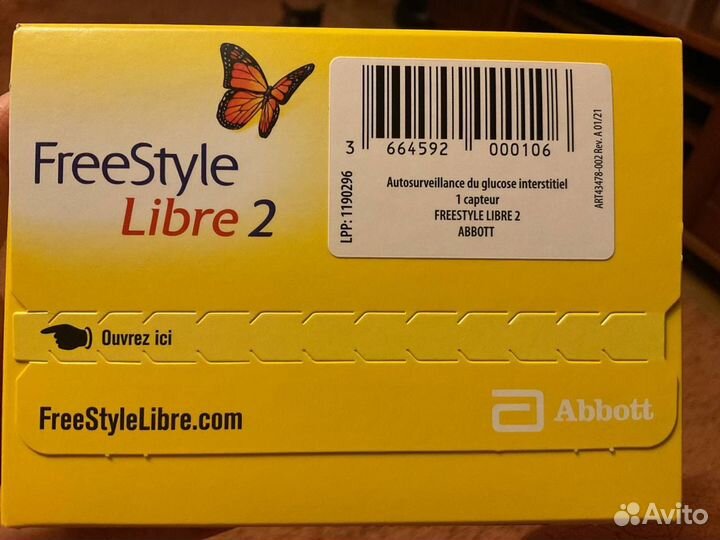 FreeStyle
Libre 2
3 664592 000106
LPP: 1190296
Autosurveillance du glucose interstitiel
1 capteur
FREESTYLE LIBRE 2
ABBOTT
ART43478-002 Rev. A 01/21
Ouvrez ici
FreeStyleLibre.com
Abbott
Avito